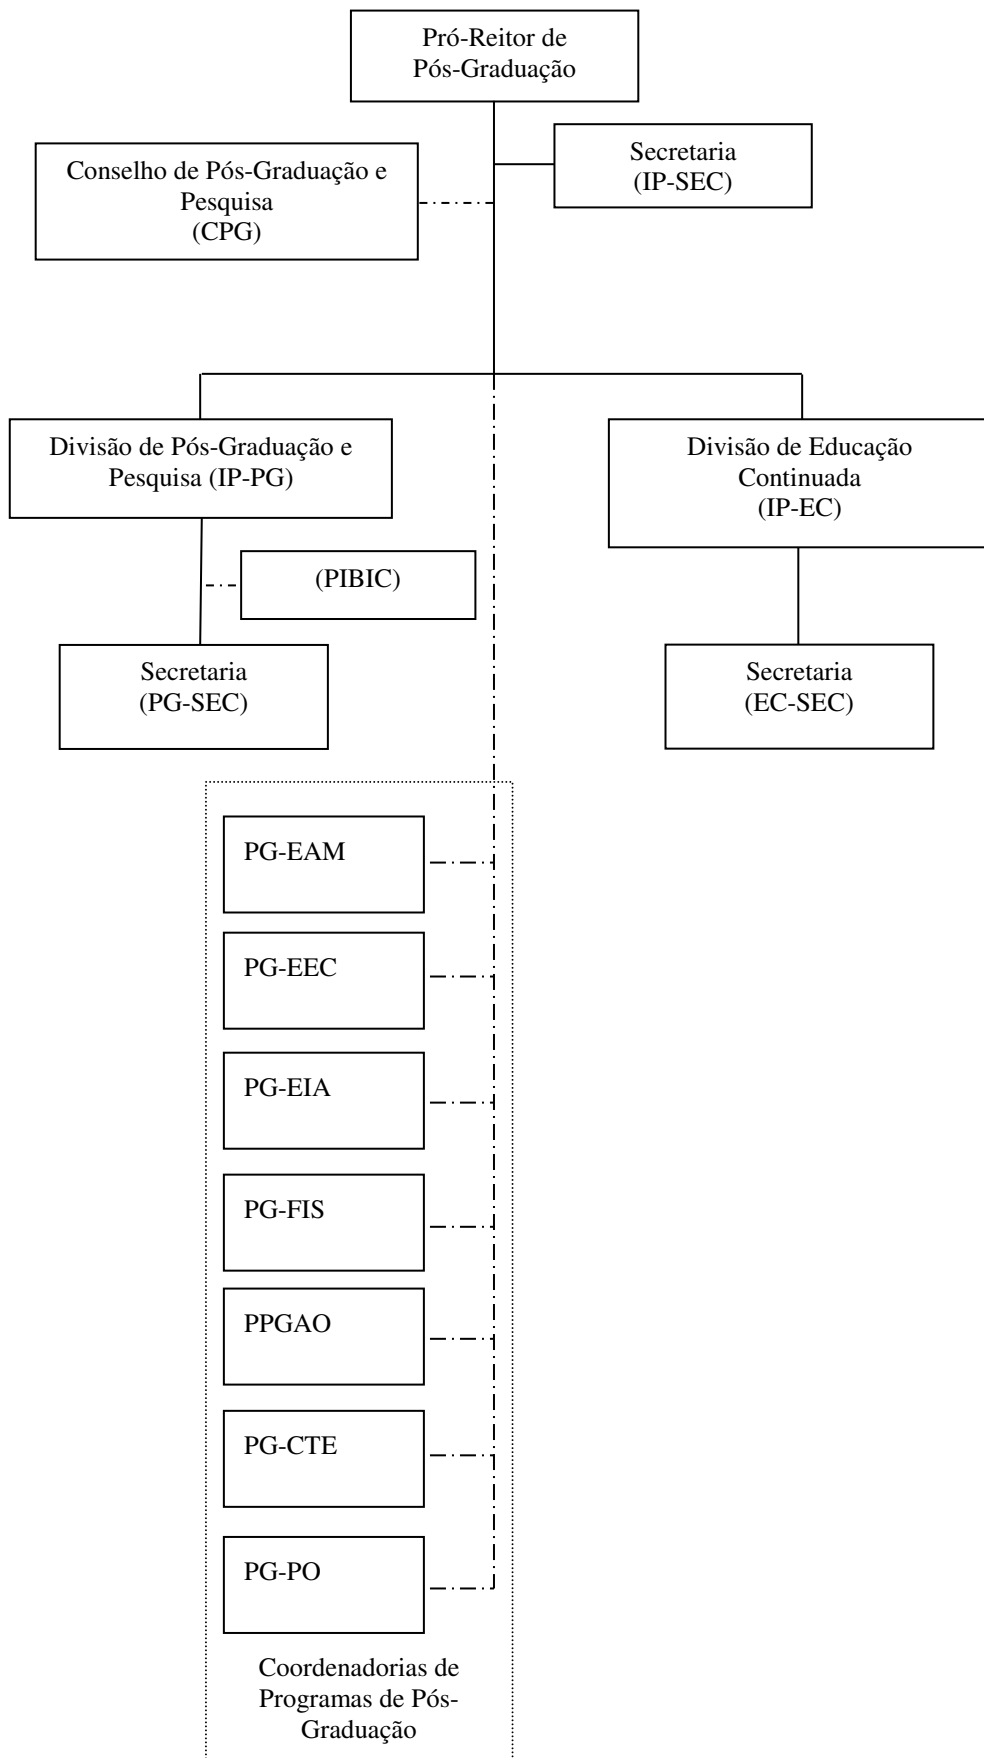 Pró-Reitor de
Pós-Graduação
Secretaria
(IP-SEC)
Conselho de Pós-Graduação e
Pesquisa
(CPG)
Divisão de Pós-Graduação e
Pesquisa (IP-PG)
Divisão de Educação
Continuada
(IP-EC)
(PIBIC)
Secretaria
(PG-SEC)
Secretaria
(EC-SEC)
PG-EAM
PG-EEC
PG-EIA
PG-FIS
PPGAO
PG-CTE
PG-PO
Coordenadorias de
Programas de Pós-
Graduação